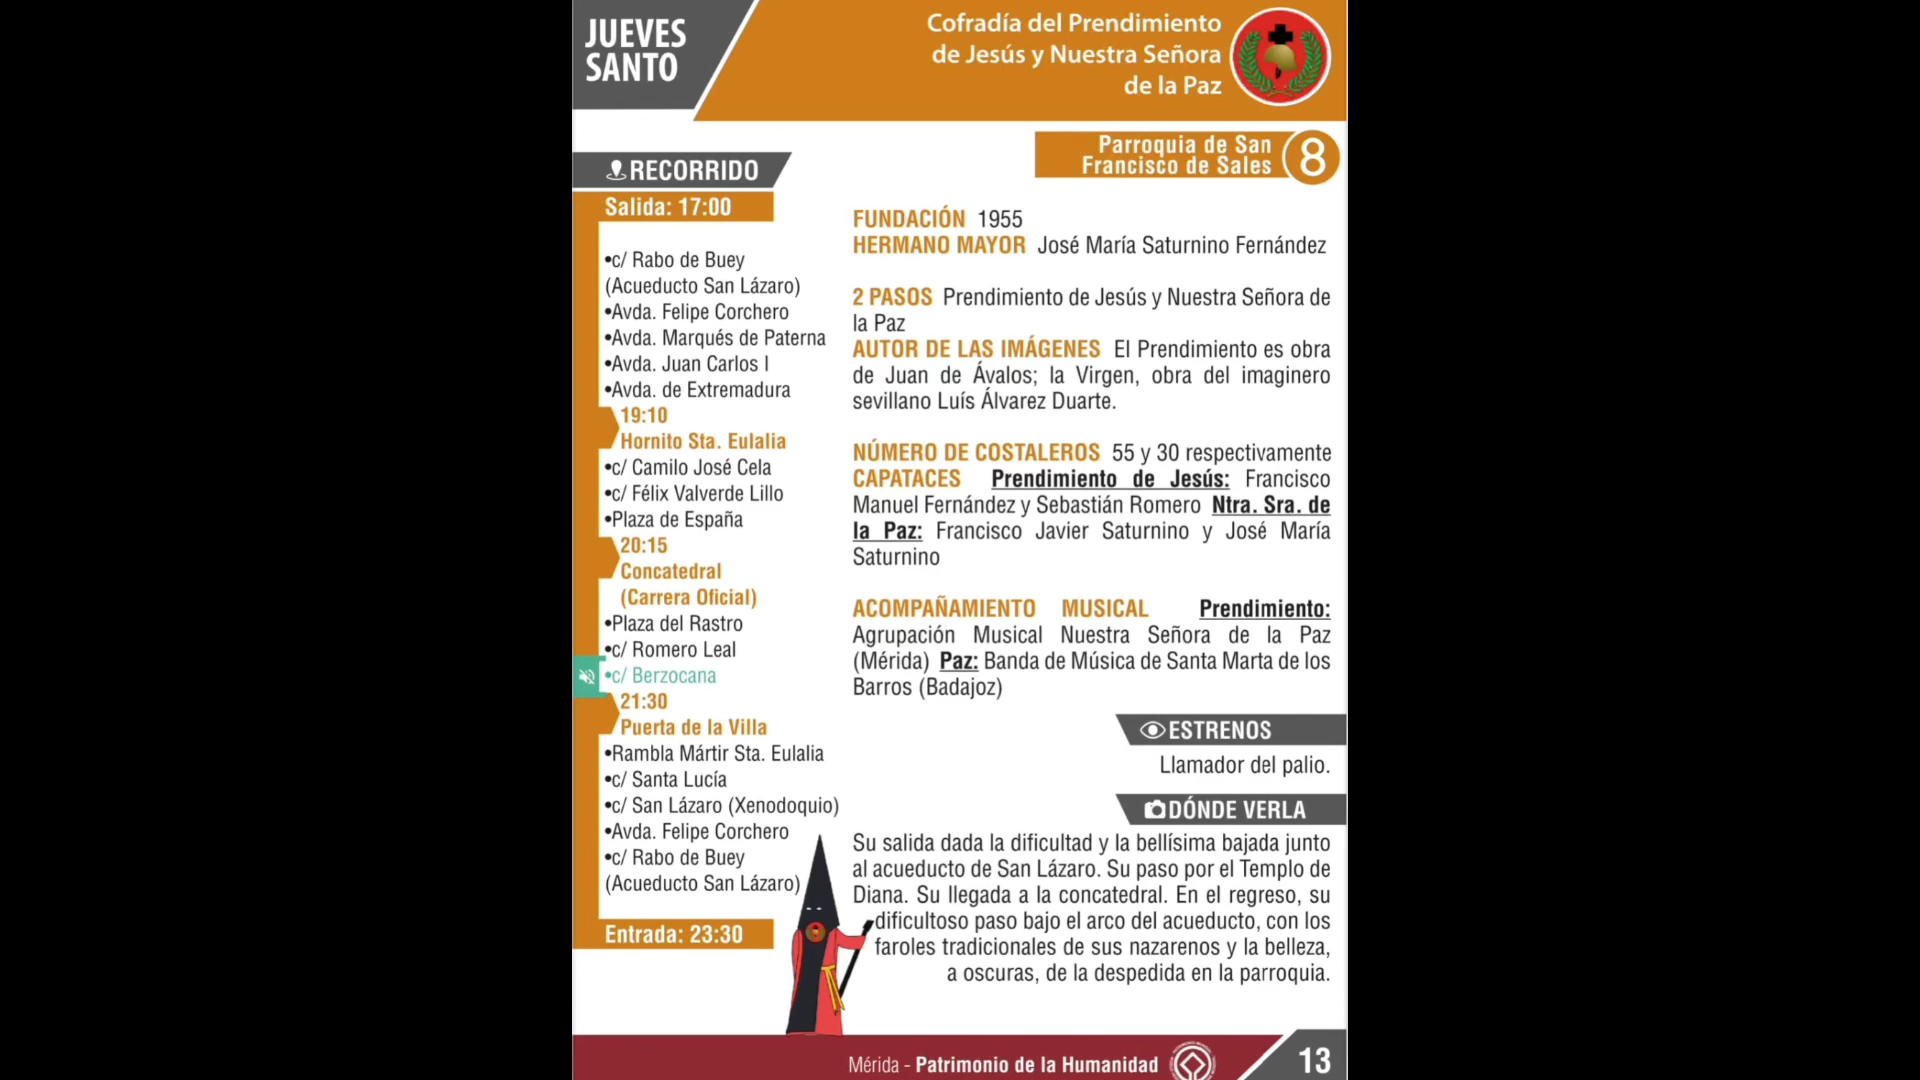 JUEVES
SANTO
Cofradía del Prendimiento
de Jesús y Nuestra Señora
de la Paz
Parroquia de San
Francisco de Sales
8
RECORRIDO
Salida: 17:00
•c/ Rabo de Buey
(Acueducto San Lázaro)
•Avda. Felipe Corchero
•Avda. Marqués de Paterna
•Avda. Juan Carlos I
•Avda. de Extremadura
19:10
Hornito Sta. Eulalia
•c/ Camilo José Cela
•c/ Félix Valverde Lillo
•Plaza de España
20:15
Concatedral
(Carrera Oficial)
•Plaza del Rastro
•c/ Romero Leal
•c/ Berzocana
21:30
Puerta de la Villa
•Rambla Mártir Sta. Eulalia
•c/ Santa Lucía
•c/ San Lázaro (Xenodoquio)
•Avda. Felipe Corchero
•c/ Rabo de Buey
(Acueducto San Lázaro)
Entrada: 23:30
FUNDACIÓN 1955
HERMANO MAYOR José María Saturnino Fernández
2 PASOS Prendimiento de Jesús y Nuestra Señora de
la Paz
AUTOR DE LAS IMÁGENES El Prendimiento es obra
de Juan de Ávalos; la Virgen, obra del imaginero
sevillano Luís Álvarez Duarte.
NÚMERO DE COSTALEROS 55 y 30 respectivamente
CAPATACES Prendimiento de Jesús: Francisco
Manuel Fernández y Sebastián Romero Ntra. Sra. de
la Paz: Francisco Javier Saturnino y José María
Saturnino
ACOMPAÑAMIENTO MUSICAL Prendimiento:
Agrupación Musical Nuestra Señora de la Paz
(Mérida) Paz: Banda de Música de Santa Marta de los
Barros (Badajoz)
ESTRENOS
Llamador del palio.
DÓNDE VERLA
Su salida dada la dificultad y la bellísima bajada junto
al acueducto de San Lázaro. Su paso por el Templo de
Diana. Su llegada a la concatedral. En el regreso, su
dificultoso paso bajo el arco del acueducto, con los
faroles tradicionales de sus nazarenos y la belleza,
a oscuras, de la despedida en la parroquia.
Mérida - Patrimonio de la Humanidad
13